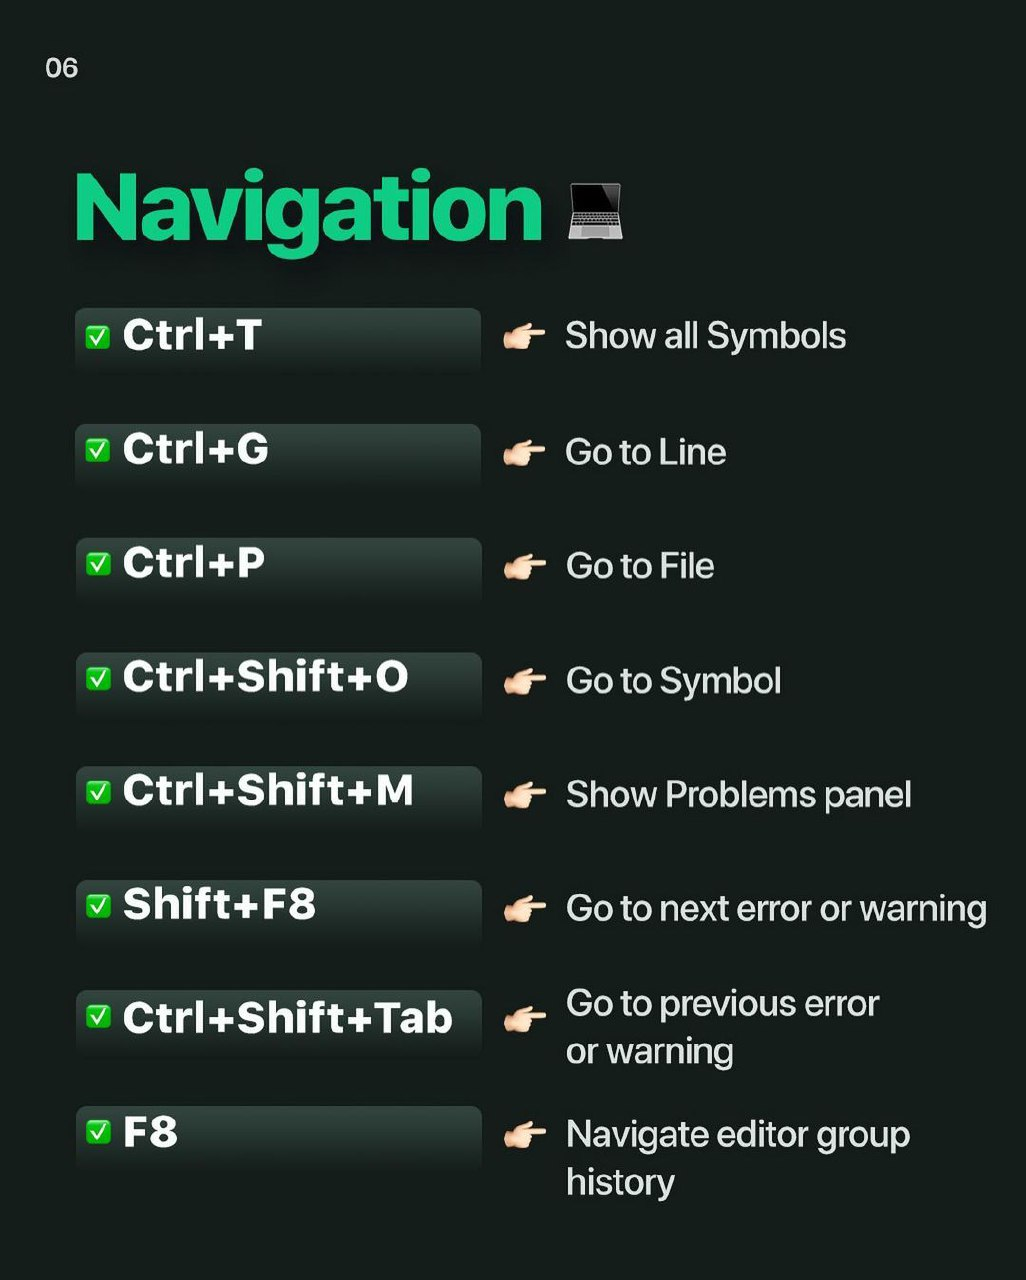 06
Navigation 💻
✅ Ctrl+T 👉🏻 Show all Symbols
✅ Ctrl+G 👉🏻 Go to Line
✅ Ctrl+P 👉🏻 Go to File
✅ Ctrl+Shift+O 👉🏻 Go to Symbol
✅ Ctrl+Shift+M 👉🏻 Show Problems panel
✅ Shift+F8 👉🏻 Go to next error or warning
✅ Ctrl+Shift+Tab 👉🏻 Go to previous error
or warning
✅ F8 👉🏻 Navigate editor group
history